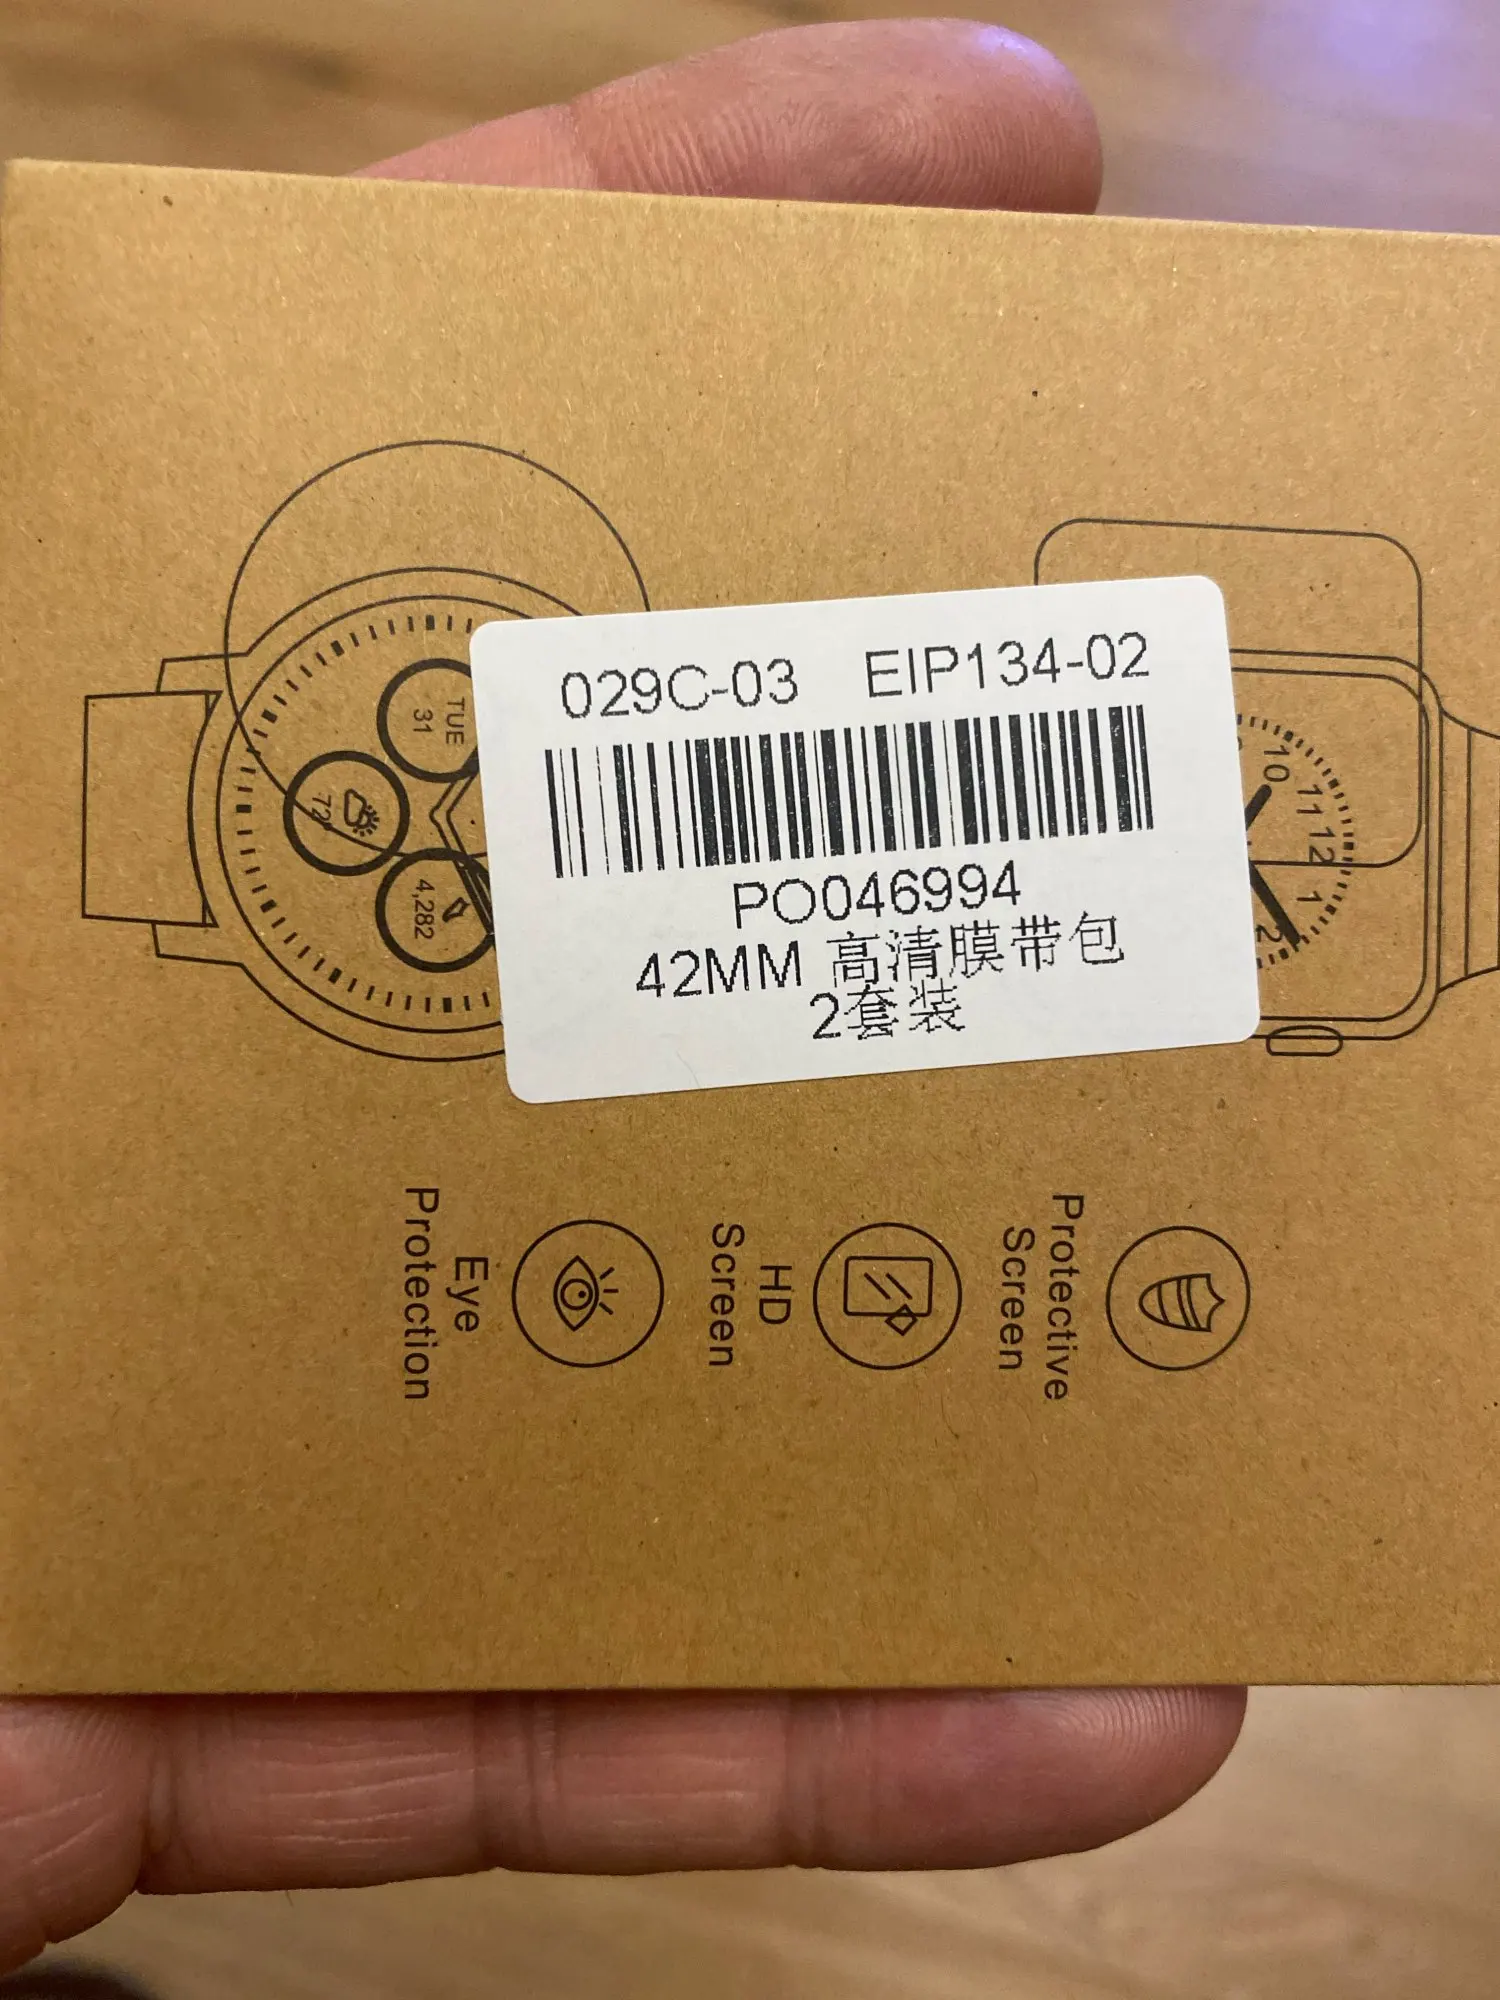 029C-03 EIP134-02
PO046994
42MM 高清膜带包
2套装
TUE
31
72°
4,282
10
11
12
1
2
Protective
Screen
HD
Screen
Eye
Protection